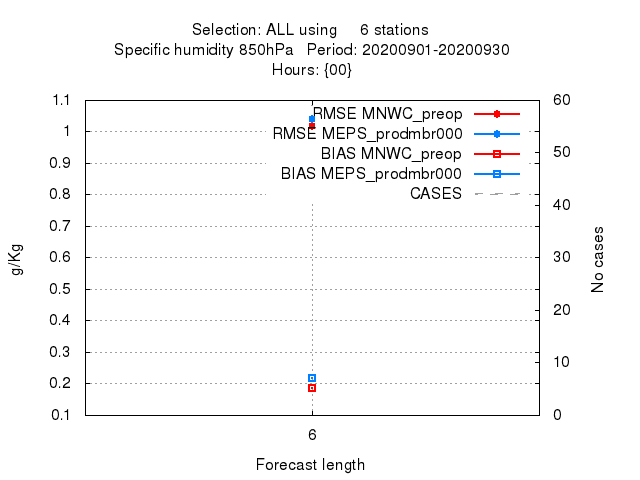 Selection: ALL using     6 stations
Specific humidity 850hPa   Period: 20200901-20200930
Hours: {00}
1.1
1
0.9
0.8
0.7
0.6
0.5
0.4
0.3
0.2
0.1
g/Kg
RMSE MNWC_preop
RMSE MEPS_prodmbr000
BIAS MNWC_preop
BIAS MEPS_prodmbr000
CASES
60
50
40
30
20
10
0
No cases
6
Forecast length